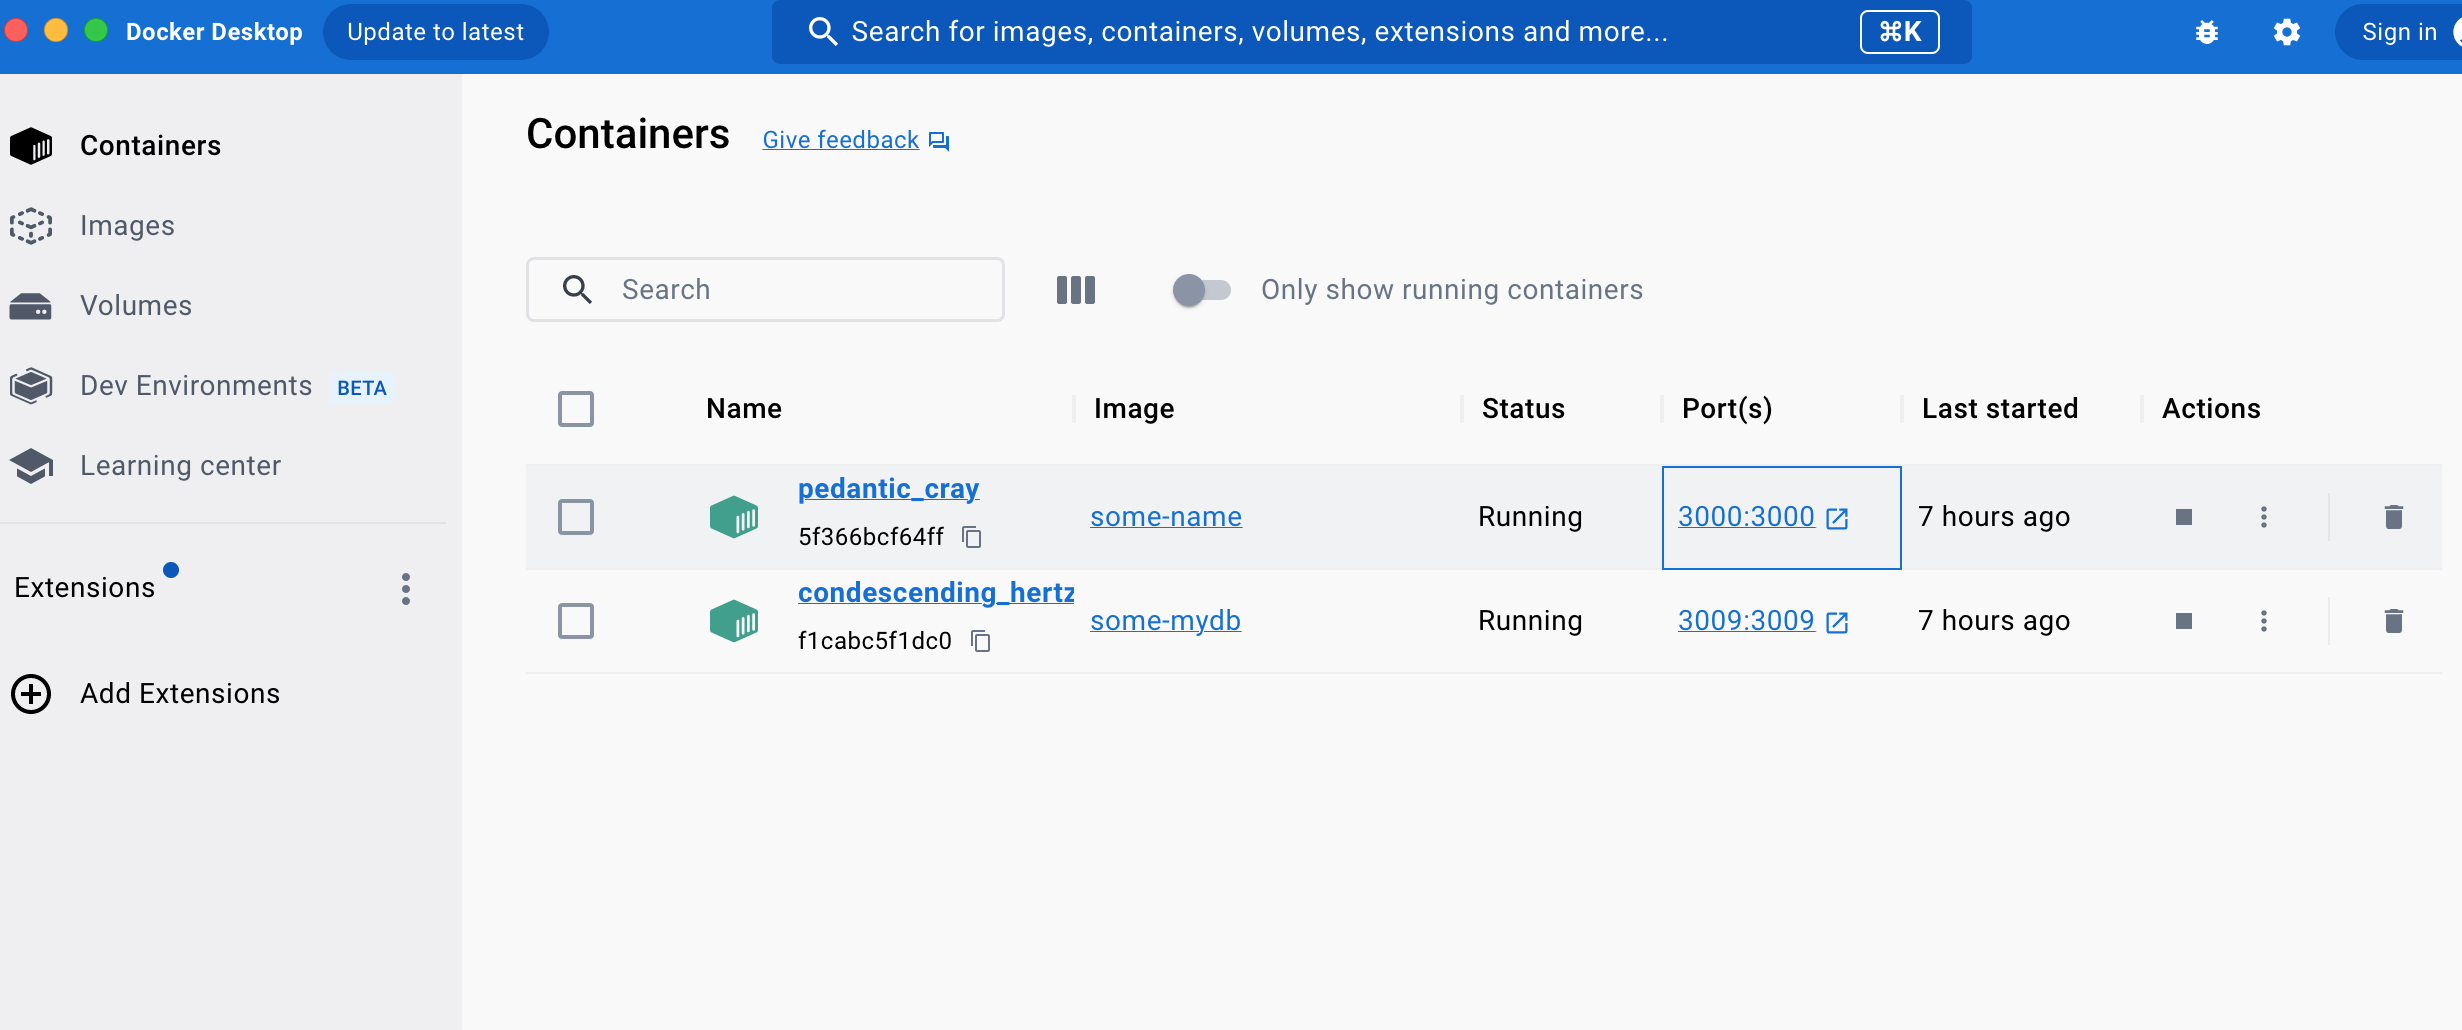 Docker Desktop
Update to latest
Search for images, containers, volumes, extensions and more...
⌘K
Sign in
Containers
Images
Volumes
Dev Environments BETA
Learning center
Extensions
Add Extensions
Containers
Give feedback
Search
Only show running containers
Name Image Status Port(s) Last started Actions
pedantic_cray
5f366bcf64ff
some-name Running 3000:3000 7 hours ago
condescending_hertz
f1cabc5f1dc0
some-mydb Running 3009:3009 7 hours ago